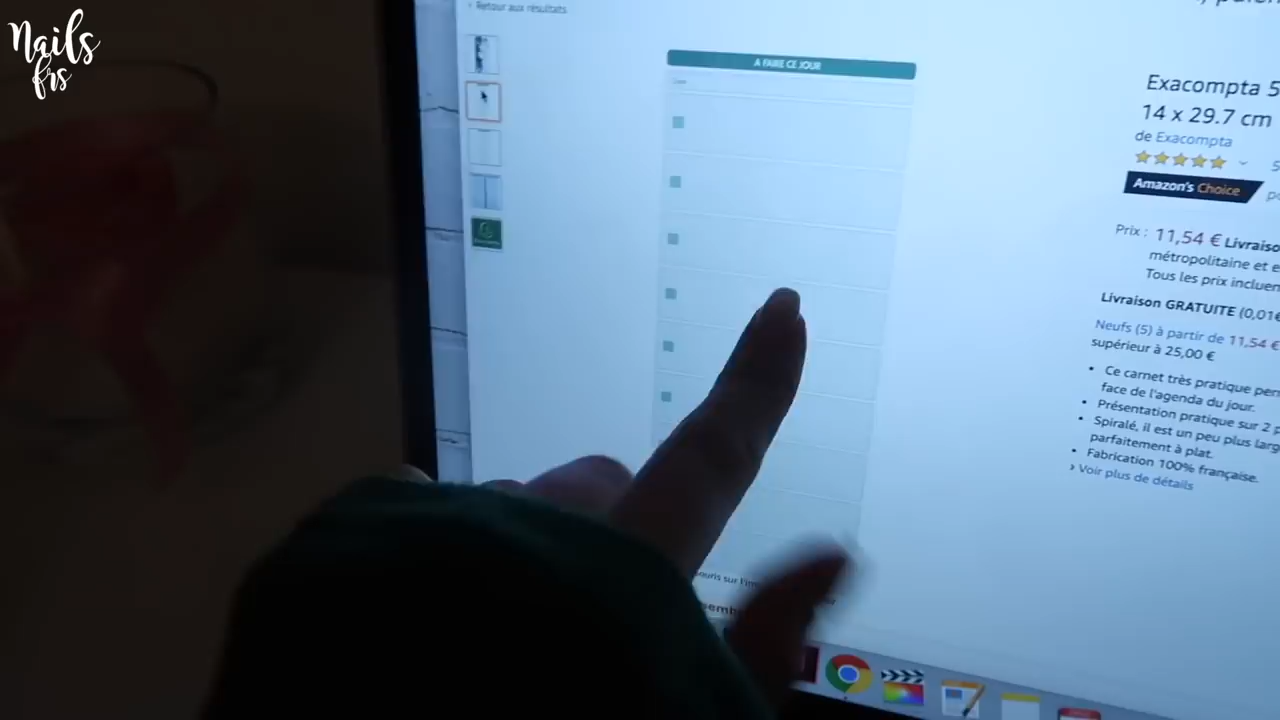 Nails
frs
‹ Retour aux résultats
A FAIRE CE JOUR
Exacompta 5
14 x 29.7 cm
de Exacompta
Amazon's Choice
Prix : 11,54 € Livraiso
métropolitaine et e
Tous les prix incluen
Livraison GRATUITE (0,01€
Neufs (5) à partir de 11,54 €
supérieur à 25,00 €
• Ce carnet très pratique per
face de l'agenda du jour.
• Présentation pratique sur 2 p
• Spiralé, il est un peu plus larg
parfaitement à plat.
• Fabrication 100% française.
› Voir plus de détails